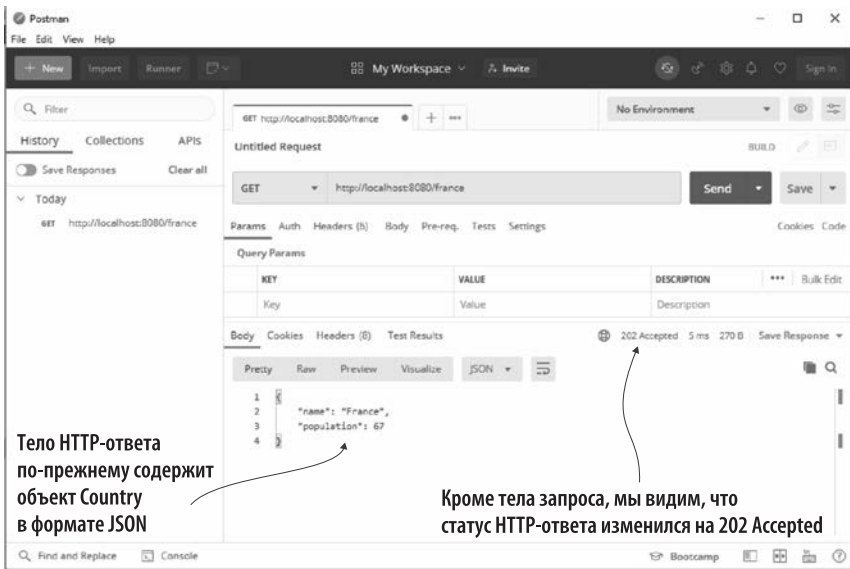 Postman
File Edit View Help
+ New Import Runner My Workspace Invite Sign In
Filter
History Collections APIs
Save Responses Clear all
Today
GET http://localhost:8080/france
GET http://localhost:8080/france + ••• No Environment
Untitled Request BUILD
GET http://localhost:8080/france Send Save
Params Auth Headers (6) Body Pre-req. Tests Settings Cookies Code
Query Params
KEY VALUE DESCRIPTION ••• Bulk Edit
Key Value Description
Body Cookies Headers (8) Test Results 202 Accepted 5 ms 270 B Save Response
Pretty Raw Preview Visualize JSON
1 {
2 "name": "France",
3 "population": 67
4 }
Тело HTTP-ответа
по-прежнему содержит
объект Country
в формате JSON
Кроме тела запроса, мы видим, что
статус HTTP-ответа изменился на 202 Accepted
Find and Replace Console Bootcamp